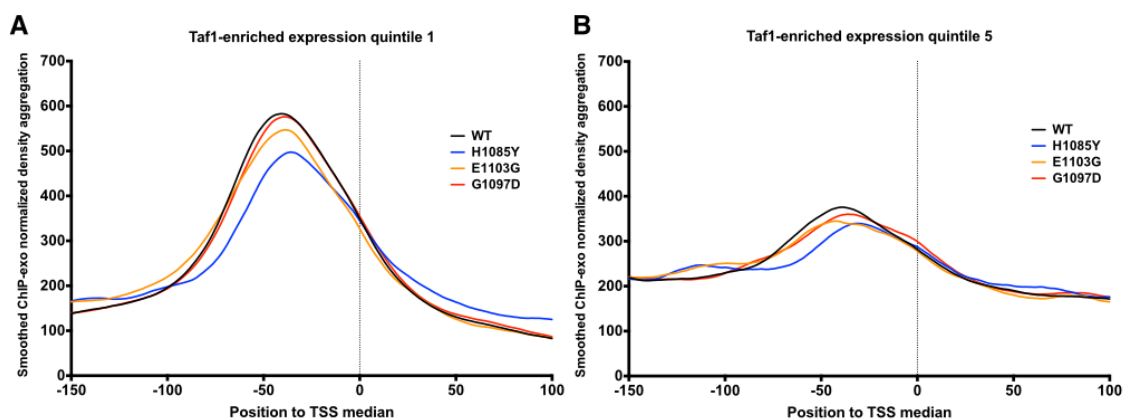 A
Taf1-enriched expression quintile 1
Smoothed ChIP-exo normalized density aggregation
700
600
500
400
300
200
100
0
-150
-100
-50
0
50
100
Position to TSS median
WT
H1085Y
E1103G
G1097D
B
Taf1-enriched expression quintile 5
Smoothed ChIP-exo normalized density aggregation
700
600
500
400
300
200
100
0
-150
-100
-50
0
50
100
Position to TSS median
WT
H1085Y
E1103G
G1097D